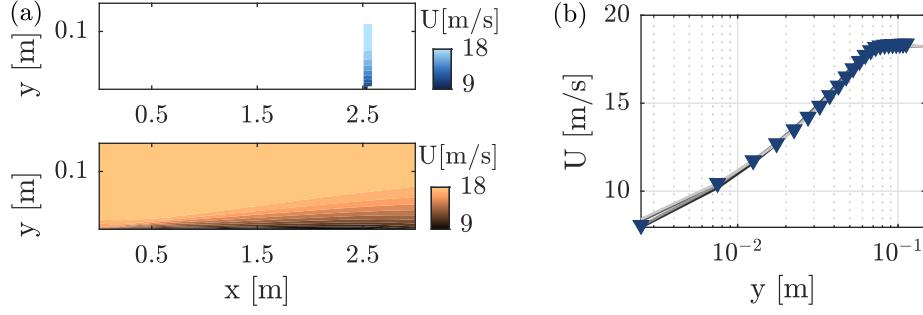 (a)
U[m/s]
0.1
18
9
y [m]
0.5 1.5 2.5
U[m/s]
0.1
18
9
y [m]
0.5 1.5 2.5
x [m]
(b)
20
15
10
U [m/s]
10^{-2} 10^{-1}
y [m]